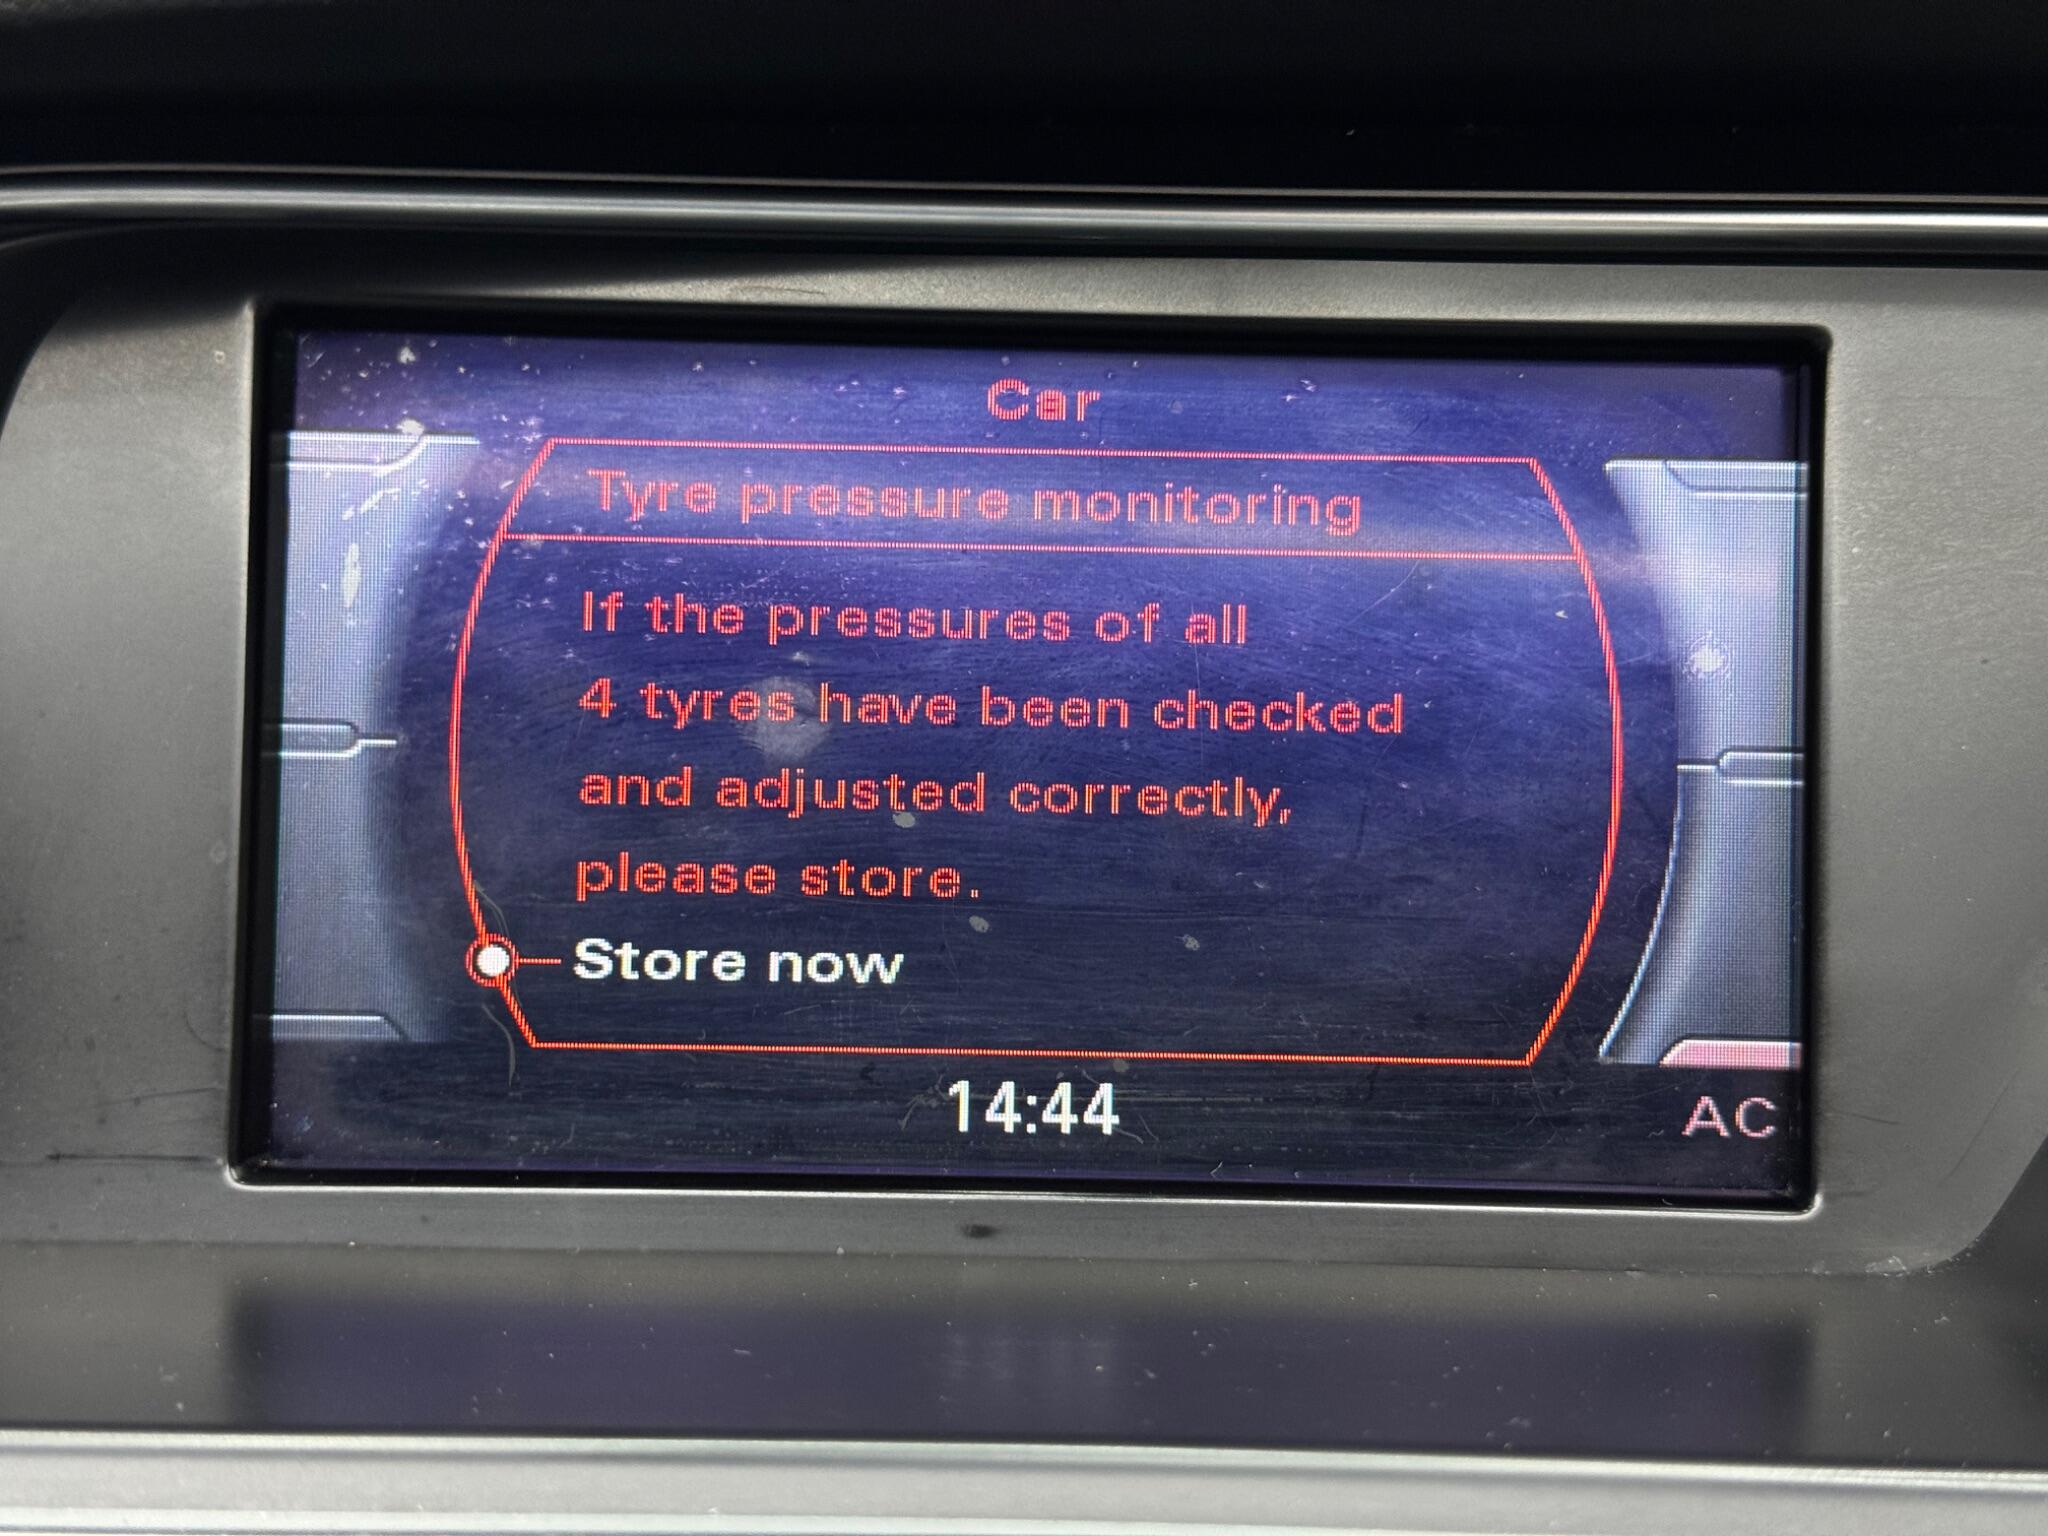 Car
Tyre pressure monitoring
If the pressures of all
4 tyres have been checked
and adjusted correctly,
please store.
Store now
14:44
AC